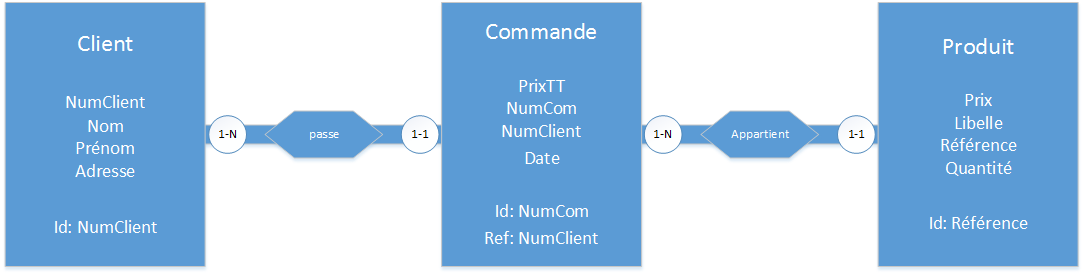 Client
NumClient
Nom
Prénom
Adresse
Id: NumClient
1-N
passe
1-1
Commande
PrixTT
NumCom
NumClient
Date
Id: NumCom
Ref: NumClient
1-N
Appartient
1-1
Produit
Prix
Libelle
Référence
Quantité
Id: Référence